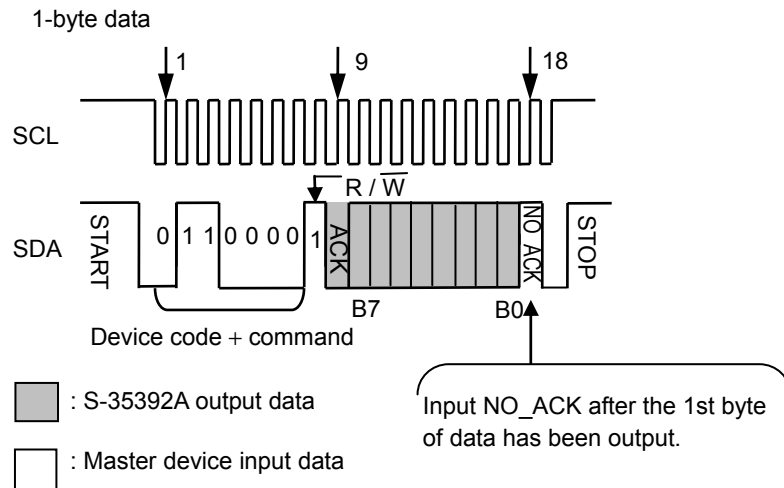 1-byte data
1 9 18
SCL
R / W
SDA START 0 1 1 0 0 0 0 1 ACK NO_ACK STOP
B7 B0
Device code + command
: S-35392A output data
: Master device input data
Input NO_ACK after the 1st byte
of data has been output.